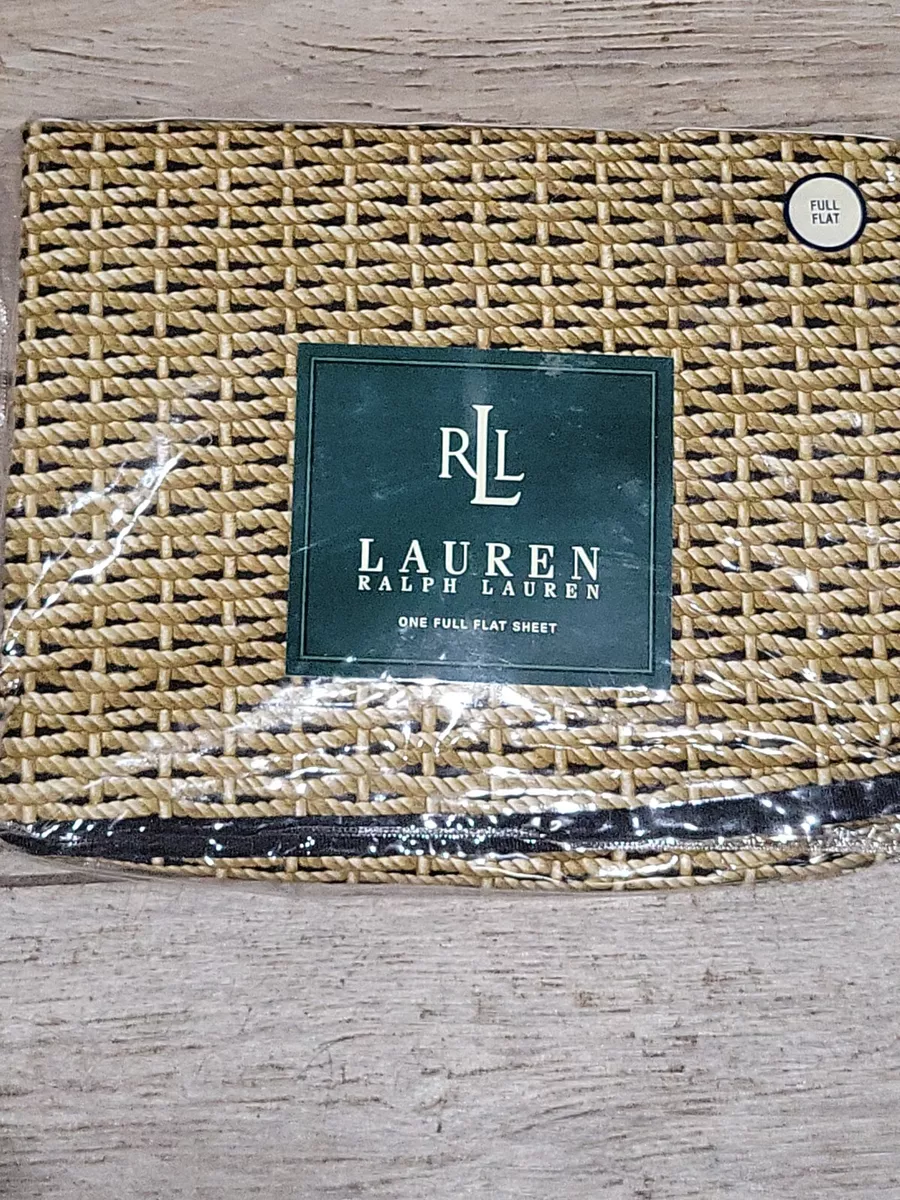 FULL
FLAT
RLL
LAUREN
RALPH LAUREN
ONE FULL FLAT SHEET